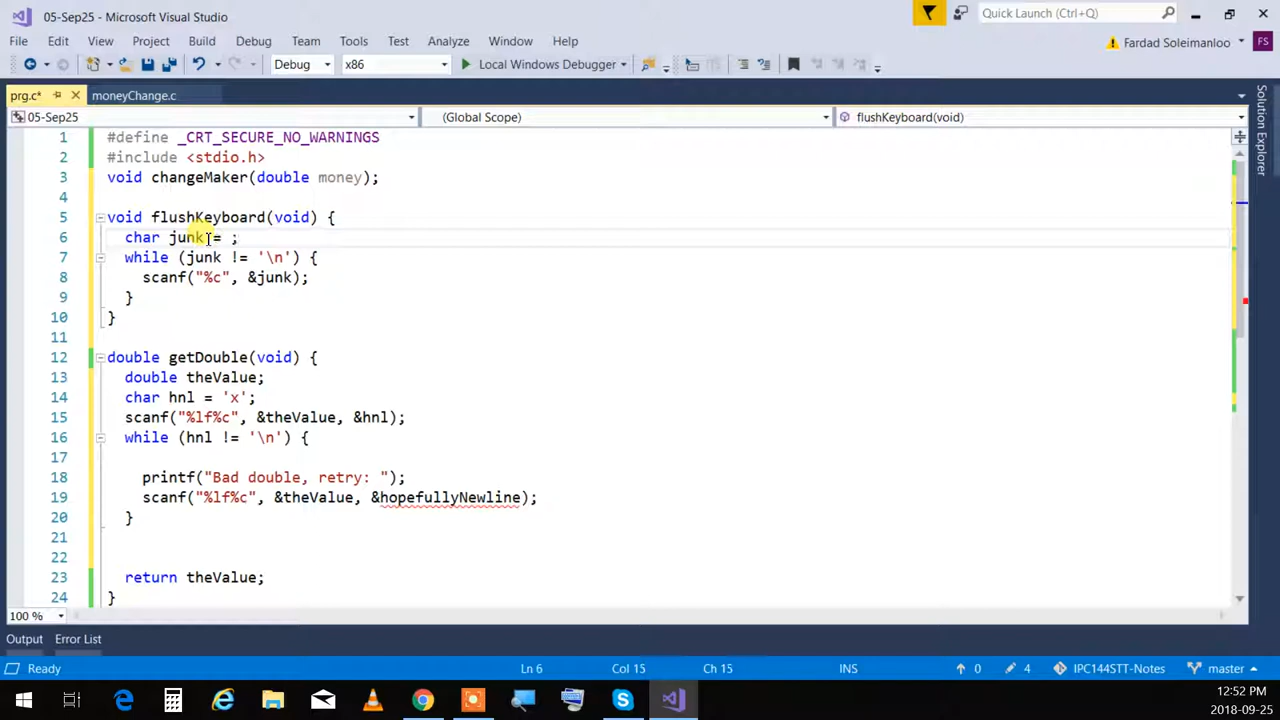 05-Sep25 - Microsoft Visual Studio
Quick Launch (Ctrl+Q)
File Edit View Project Build Debug Team Tools Test Analyze Window Help
Fardad Soleimanloo FS
Debug x86 Local Windows Debugger
prg.c* moneyChange.c
05-Sep25 (Global Scope) flushKeyboard(void)
Solution Explorer
1 #define _CRT_SECURE_NO_WARNINGS
2 #include <stdio.h>
3 void changeMaker(double money);
4
5 void flushKeyboard(void) {
6 char junk = ;
7 while (junk != '\n') {
8 scanf("%c", &junk);
9 }
10 }
11
12 double getDouble(void) {
13 double theValue;
14 char hnl = 'x';
15 scanf("%lf%c", &theValue, &hnl);
16 while (hnl != '\n') {
17
18 printf("Bad double, retry: ");
19 scanf("%lf%c", &theValue, &hopefullyNewline);
20 }
21
22
23 return theValue;
24 }
100 %
Output Error List
Ready Ln 6 Col 15 Ch 15 INS 0 4 IPC144STT-Notes master
12:52 PM
2018-09-25